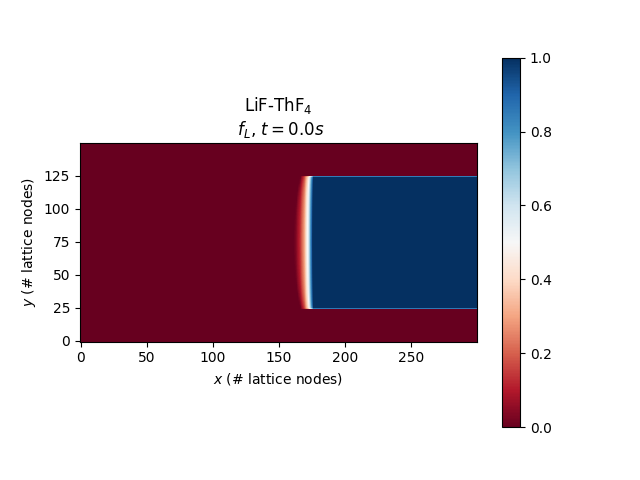 LiF-ThF₄
f_L, t = 0.0s
1.0
0.8
0.6
0.4
0.2
0.0
125
100
75
50
25
0
y (# lattice nodes)
0 50 100 150 200 250
x (# lattice nodes)